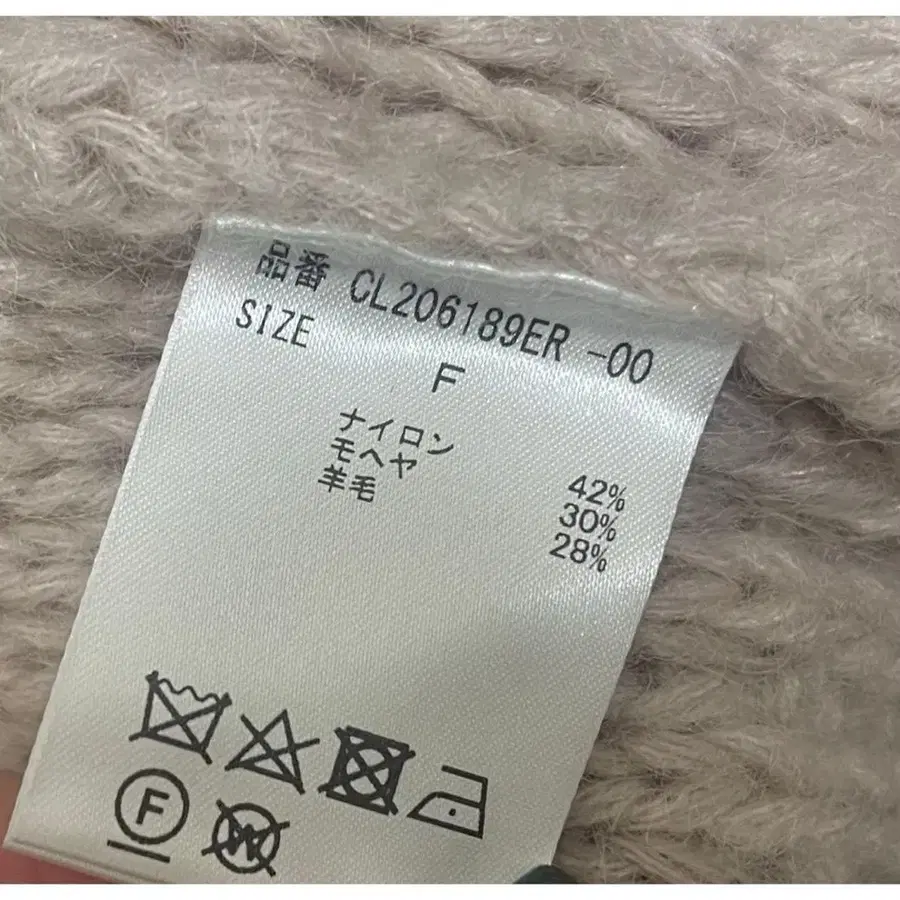 品番 CL206189ER -00
SIZE
F
ナイロン 42%
モヘヤ 30%
羊毛 28%
F
W